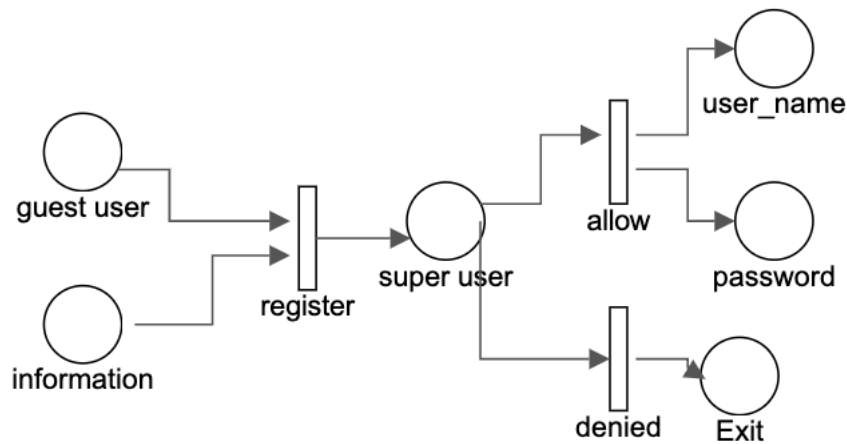 user_name
guest user
allow
super user
password
register
information
denied
Exit